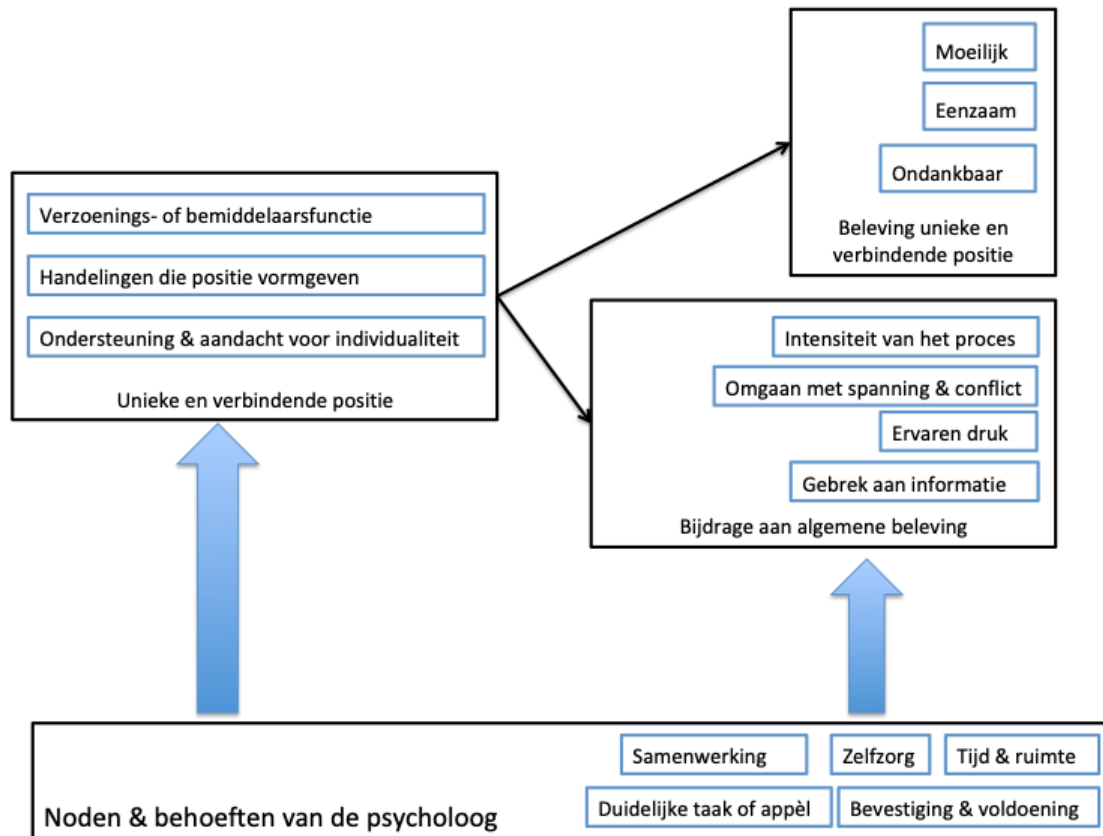 Moeilijk
Eenzaam
Ondankbaar
Beleving unieke en
verbindende positie
Verzoenings- of bemiddelaarsfunctie
Handelingen die positie vormgeven
Ondersteuning & aandacht voor individualiteit
Unieke en verbindende positie
Intensiteit van het proces
Omgaan met spanning & conflict
Ervaren druk
Gebrek aan informatie
Bijdrage aan algemene beleving
Samenwerking
Zelfzorg
Tijd & ruimte
Noden & behoeften van de psycholoog
Duidelijke taak of appèl
Bevestiging & voldoening